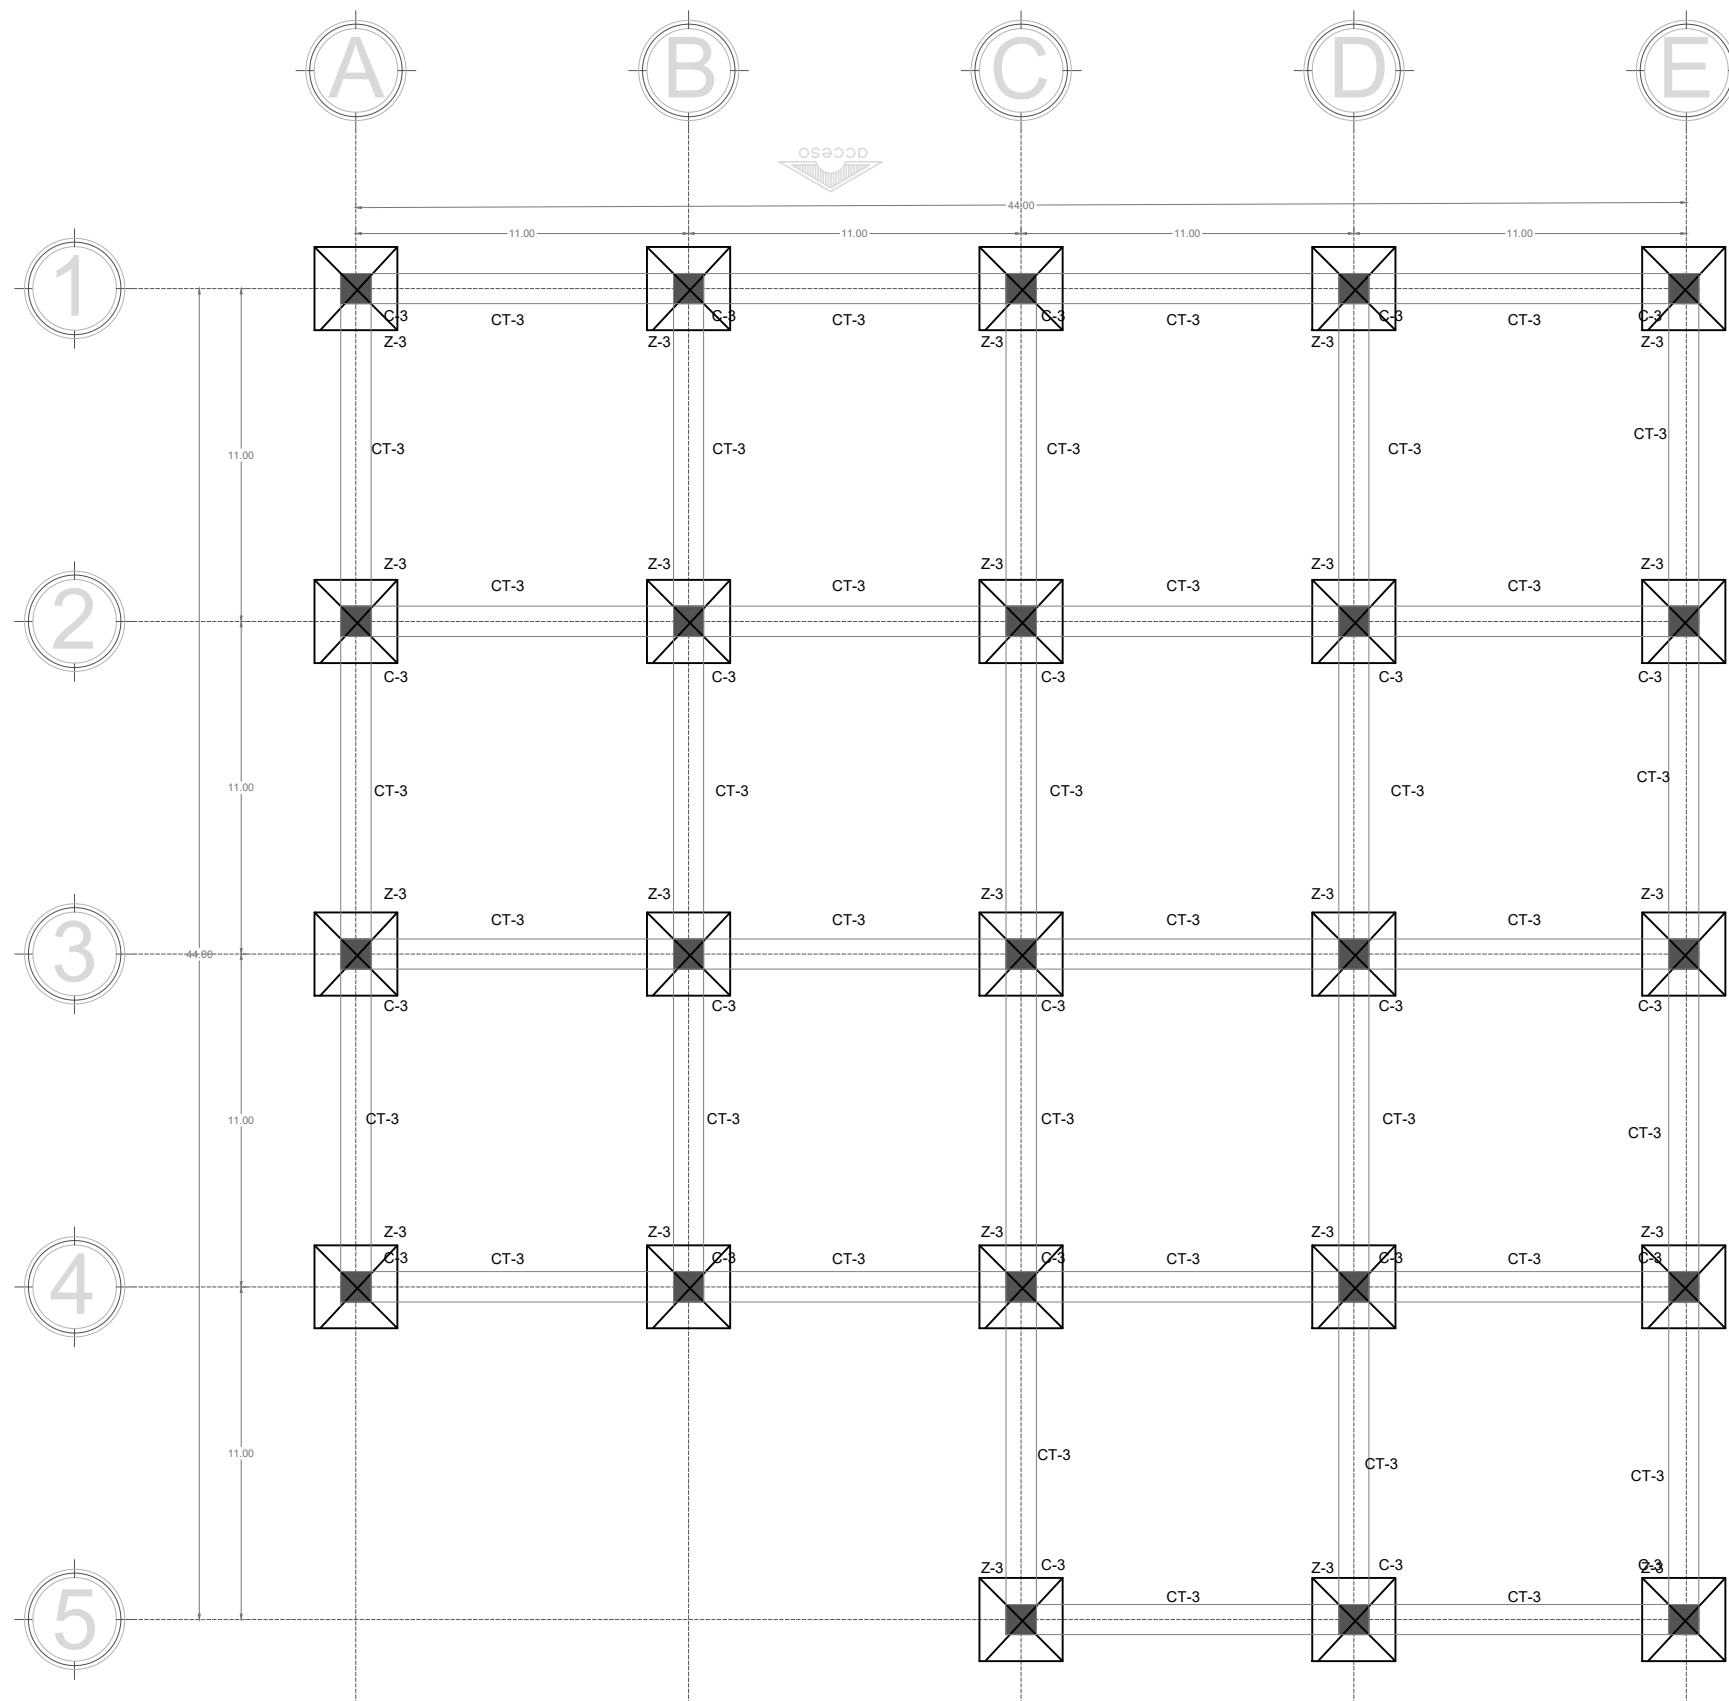 A B C D E
acceso
44.00
11.00 11.00 11.00 11.00
1
C-3 CT-3 C-3 CT-3 C-3 CT-3 C-3 CT-3 C-3
Z-3 Z-3 Z-3 Z-3 Z-3
11.00 CT-3 CT-3 CT-3 CT-3 CT-3
Z-3 Z-3 Z-3 Z-3 Z-3
CT-3 CT-3 CT-3 CT-3
2
C-3 C-3 C-3 C-3 C-3
11.00 CT-3 CT-3 CT-3 CT-3 CT-3
Z-3 Z-3 Z-3 Z-3 Z-3
CT-3 CT-3 CT-3 CT-3
3 44.00
C-3 C-3 C-3 C-3 C-3
11.00 CT-3 CT-3 CT-3 CT-3 CT-3
Z-3 Z-3 Z-3 Z-3 Z-3
C-3 CT-3 C-3 CT-3 C-3 CT-3 C-3 CT-3 C-3
4
11.00 CT-3 CT-3 CT-3
Z-3 C-3 Z-3 C-3 C-3 Z-3
CT-3 CT-3
5